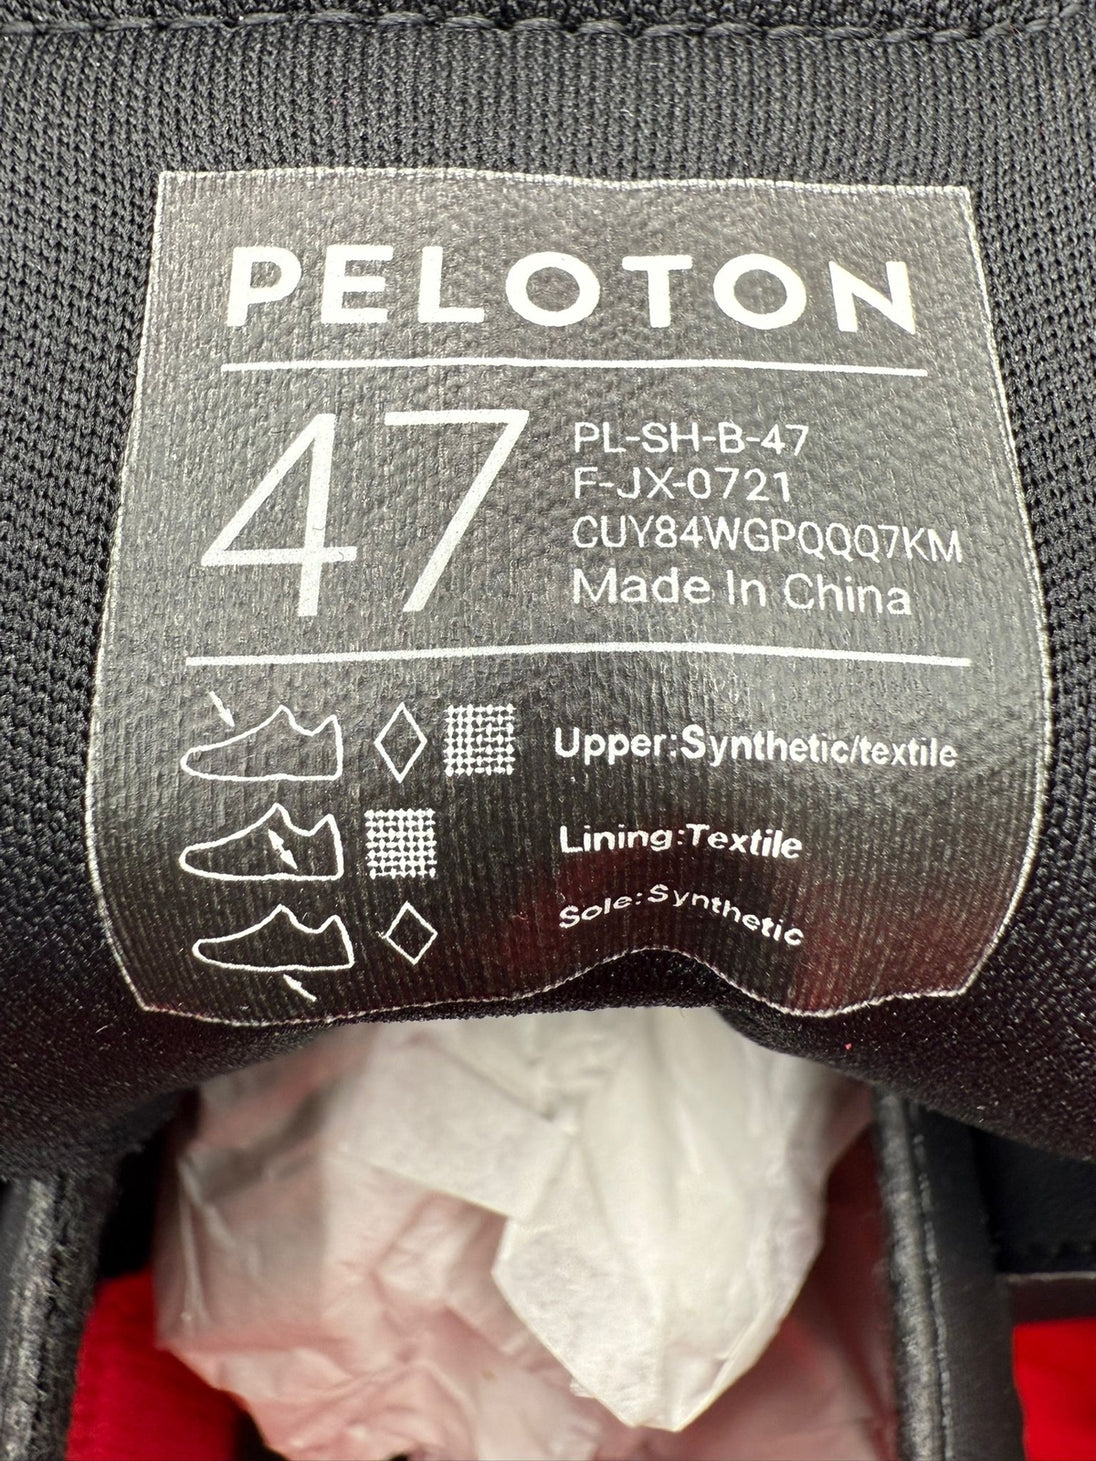 PELOTON
47
PL-SH-B-47
F-JX-0721
CUY84WGPQQQ7KM
Made In China
Upper:Synthetic/textile
Lining:Textile
Sole:Synthetic